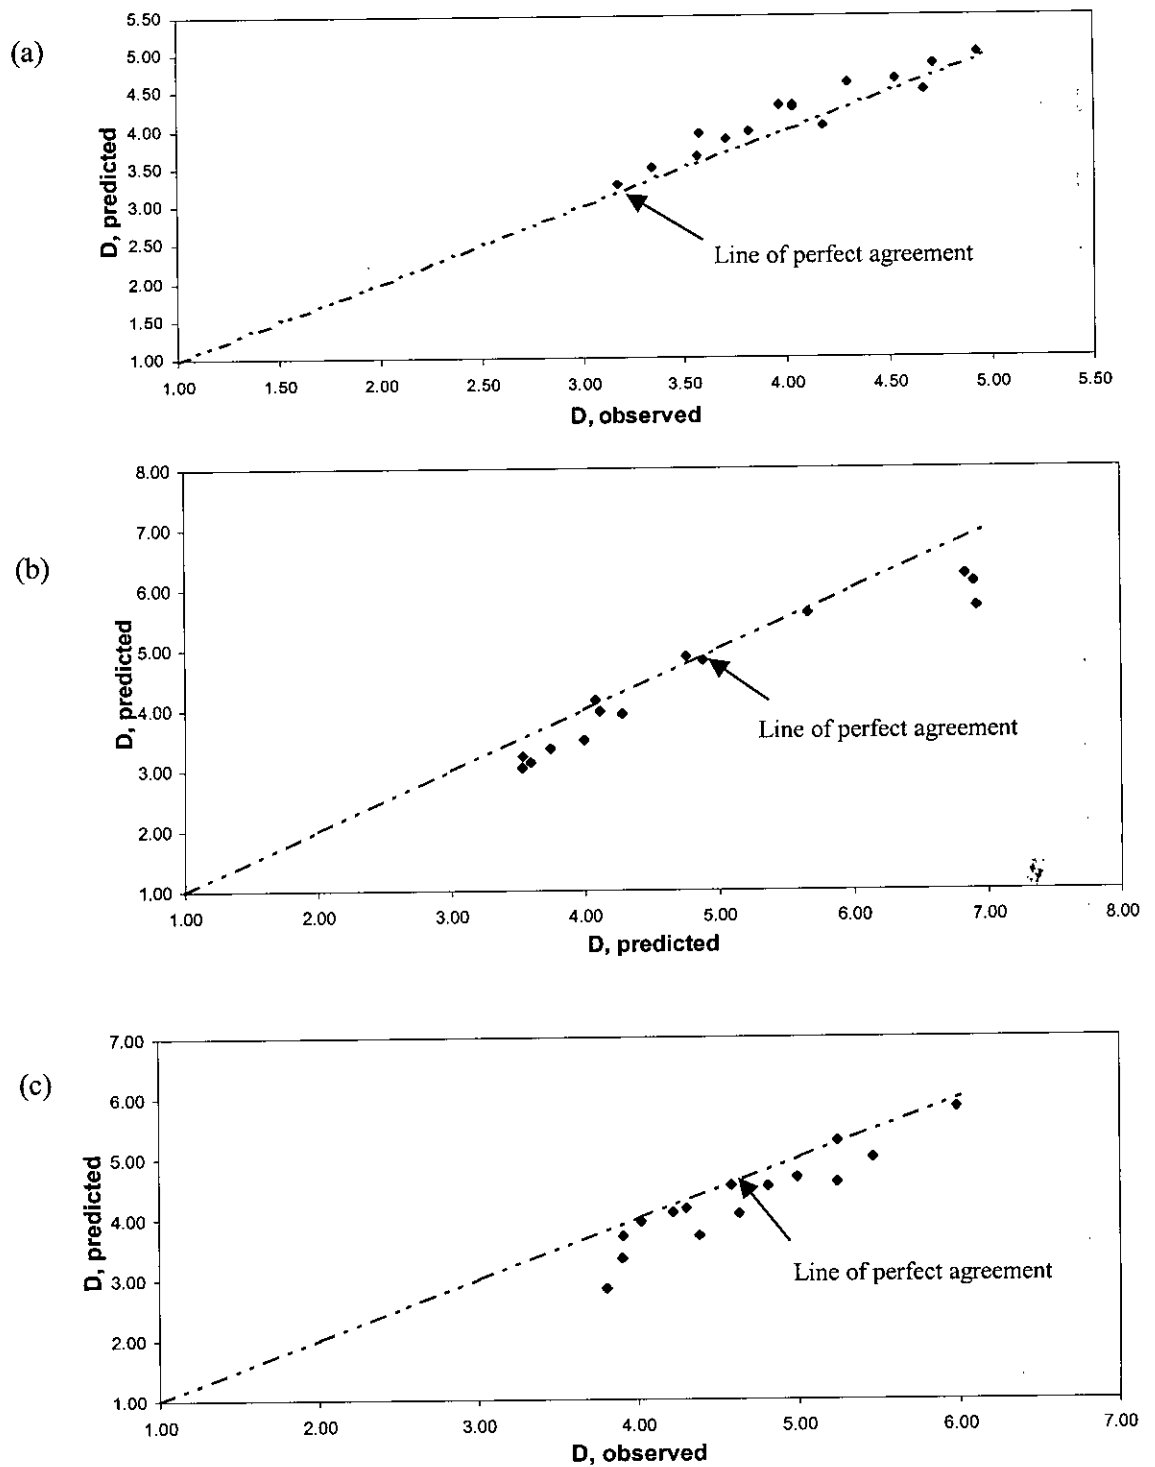 (a)
5.50
5.00
4.50
4.00
3.50
3.00
2.50
2.00
1.50
1.00
D, predicted
Line of perfect agreement
1.00 1.50 2.00 2.50 3.00 3.50 4.00 4.50 5.00 5.50
D, observed
(b)
8.00
7.00
6.00
5.00
4.00
3.00
2.00
1.00
D, predicted
Line of perfect agreement
1.00 2.00 3.00 4.00 5.00 6.00 7.00 8.00
D, predicted
(c)
7.00
6.00
5.00
4.00
3.00
2.00
1.00
D, predicted
Line of perfect agreement
1.00 2.00 3.00 4.00 5.00 6.00 7.00
D, observed